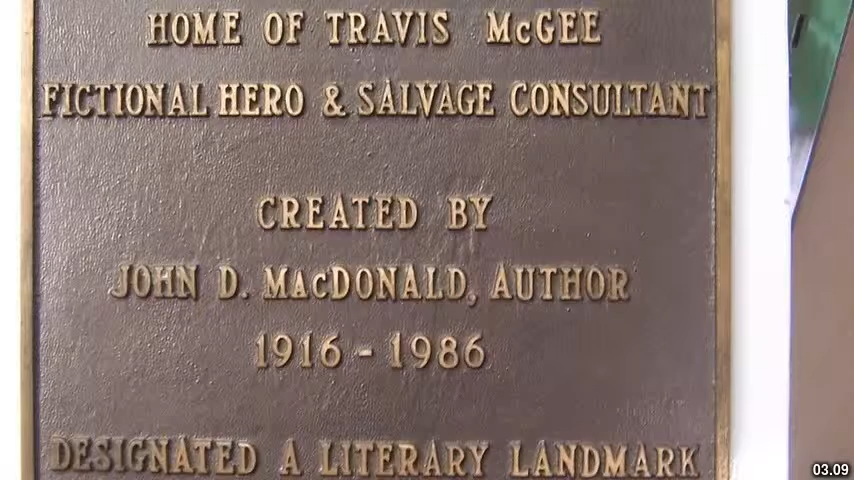 HOME OF TRAVIS McGEE
FICTIONAL HERO & SALVAGE CONSULTANT
CREATED BY
JOHN D. MacDONALD, AUTHOR
1916 - 1986
DESIGNATED A LITERARY LANDMARK
03.09